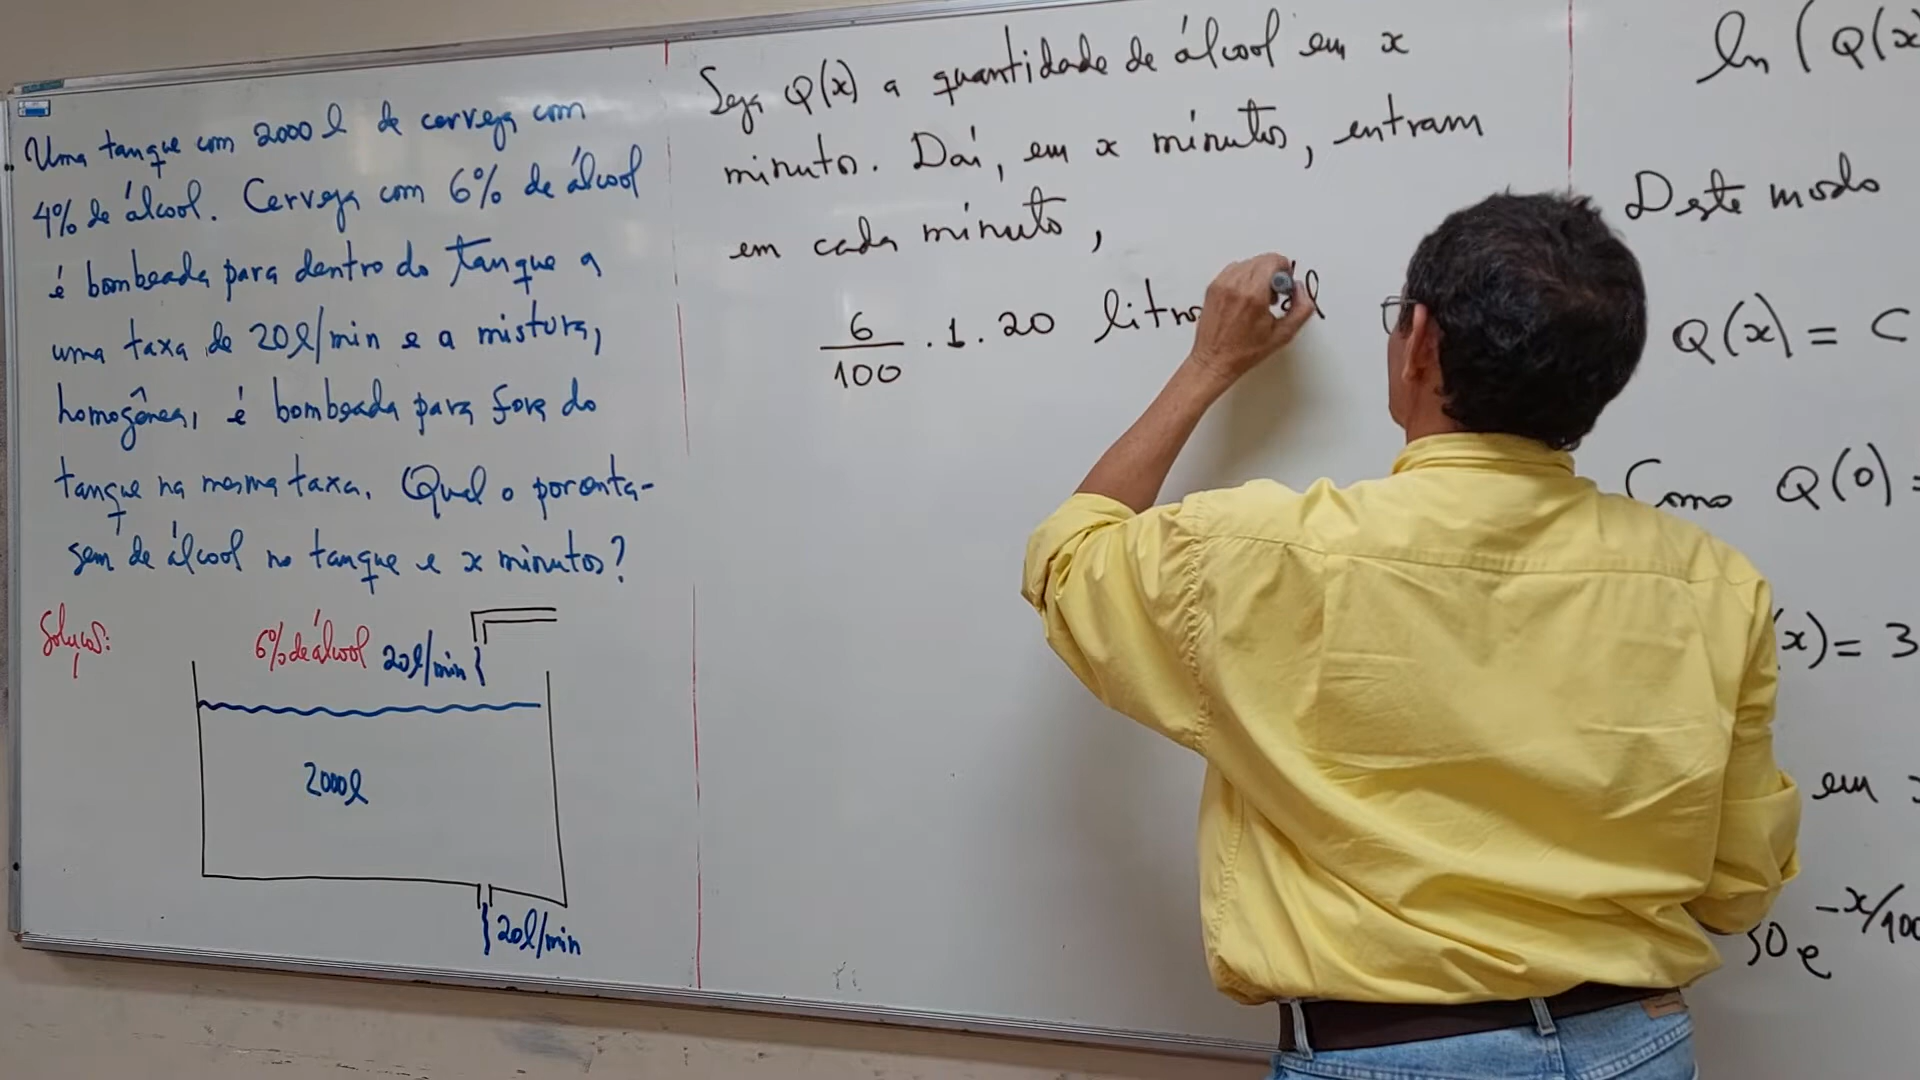 Uma tanque com 2000 l de cerveja com
4% de álcool. Cerveja com 6% de álcool
é bombeada para dentro do tanque a
uma taxa de 20l/min e a mistura,
homogênea, é bombeada para fora do
tanque na mesma taxa. Qual o porcenta-
gem de álcool no tanque e x minutos?
Solução:
6% de álcool 20l/min
2000l
20l/min
Seja Q(x) a quantidade de álcool em x
minutos. Daí, em x minutos, entram
em cada minuto,
6/100 . 1 . 20 litros
ln (Q(x
Deste modo
Q(x) = C
Como Q(0) =
x) = 3
em
50e^-x/100